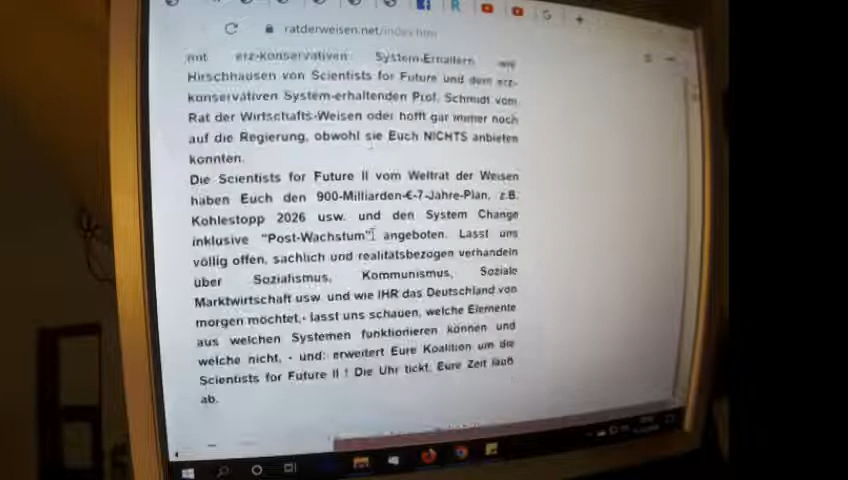 ratderweisen.net/index.htm
mit erz-konservativen System-Erhaltern wie
Hirschhausen von Scientists for Future und dem erz-
konservativen System-erhaltenden Prof. Schmidt vom
Rat der Wirtschafts-Weisen oder hofft gar immer noch
auf die Regierung, obwohl sie Euch NICHTS anbieten
konnten.
Die Scientists for Future II vom Weltrat der Weisen
haben Euch den 900-Milliarden-€-7-Jahre-Plan, z.B.
Kohlestopp 2026 usw. und den System Change
inklusive "Post-Wachstum" angeboten. Lasst uns
völlig offen, sachlich und realitätsbezogen verhandeln
über Sozialismus, Kommunismus, Soziale
Marktwirtschaft usw. und wie IHR das Deutschland von
morgen möchtet,- lasst uns schauen, welche Elemente
aus welchen Systemen funktionieren können und
welche nicht, - und: erweitert Eure Koalition um die
Scientists for Future II ! Die Uhr tickt: Eure Zeit läuft
ab.